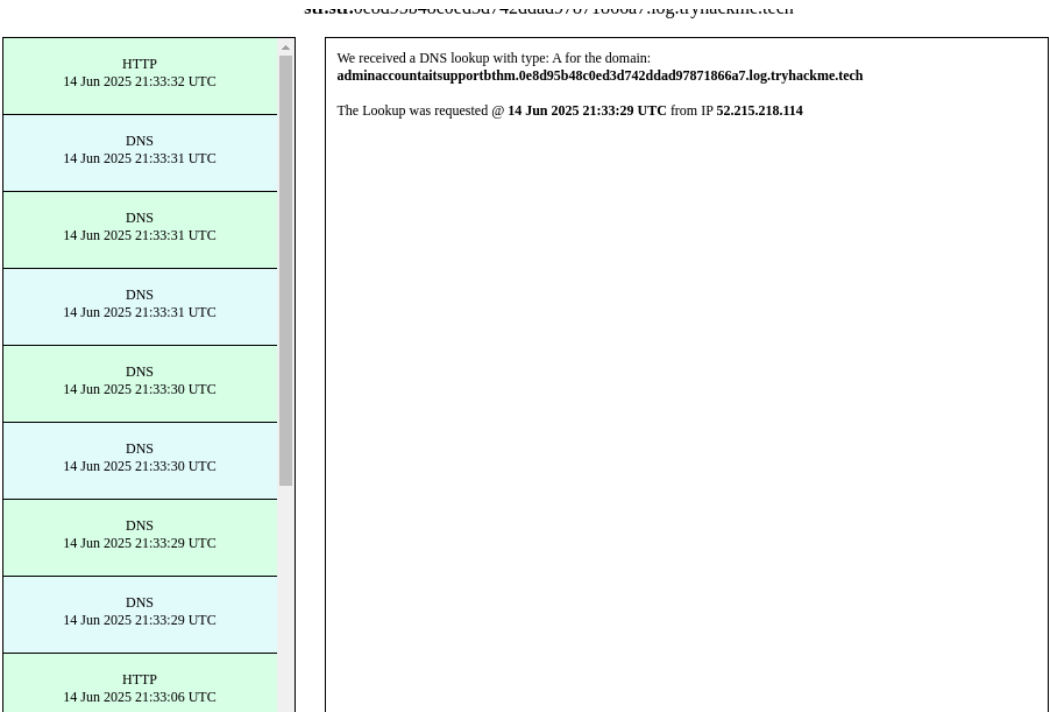 HTTP
14 Jun 2025 21:33:32 UTC
DNS
14 Jun 2025 21:33:31 UTC
DNS
14 Jun 2025 21:33:31 UTC
DNS
14 Jun 2025 21:33:31 UTC
DNS
14 Jun 2025 21:33:30 UTC
DNS
14 Jun 2025 21:33:30 UTC
DNS
14 Jun 2025 21:33:29 UTC
DNS
14 Jun 2025 21:33:29 UTC
HTTP
14 Jun 2025 21:33:06 UTC
We received a DNS lookup with type: A for the domain:
adminaccountaitsupportbthm.0e8d95b48c0ed3d742ddad97871866a7.log.tryhackme.tech
The Lookup was requested @ 14 Jun 2025 21:33:29 UTC from IP 52.215.218.114